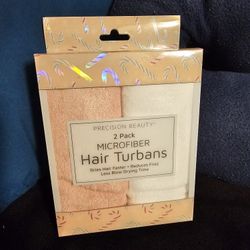 PRECISION BEAUTY
2 Pack
MICROFIBER
Hair Turbans
Dries Hair Faster • Reduces Frizz
Less Blow Drying Time